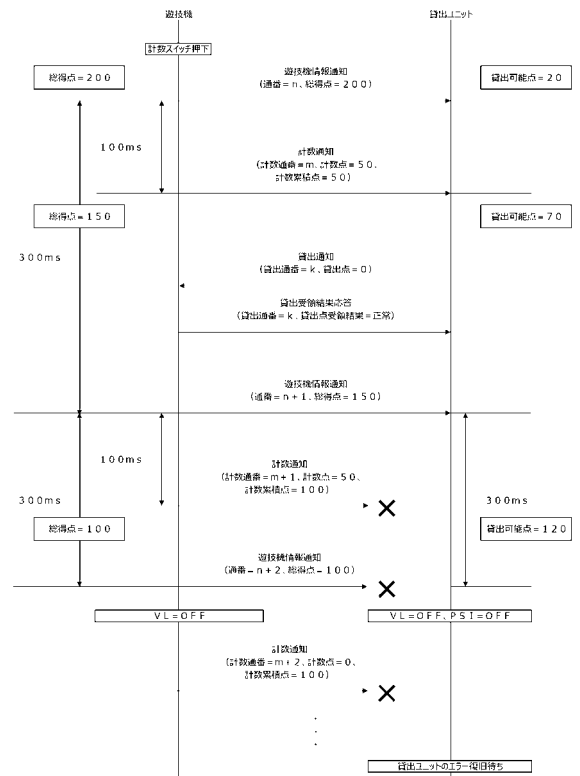 遊技機
貸出ユニット
計数スイッチ押下
総得点=200
遊技機情報通知
(通番=n、総得点=200)
貸出可能点=20
100ms
計数通知
(計数通番=m、計数点=50、
計数累積点=50)
総得点=150
貸出可能点=70
300ms
貸出通知
(貸出通番=k、貸出点=0)
貸出受領結果応答
(貸出通番=k、貸出点受領結果=正常)
遊技機情報通知
(通番=n+1、総得点=150)
100ms
計数通知
(計数通番=m+1、計数点=50、
計数累積点=100)
300ms
300ms
総得点=100
貸出可能点=120
遊技機情報通知
(通番=n+2、総得点=100)
VL=OFF
VL=OFF、PSI=OFF
計数通知
(計数通番=m+2、計数点=0、
計数累積点=100)
貸出ユニットのエラー復旧待ち